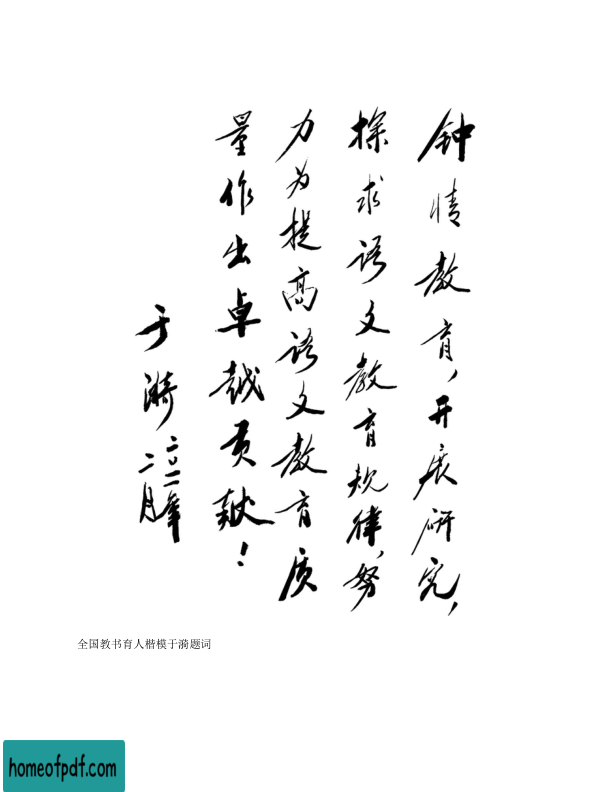 钟情教育，开展研究，
探求语文教育规律，努
力为提高语文教育质
量作出卓越贡献！
于漪
二〇二一年
二月
全国教书育人楷模于漪题词
homeofpdf.com